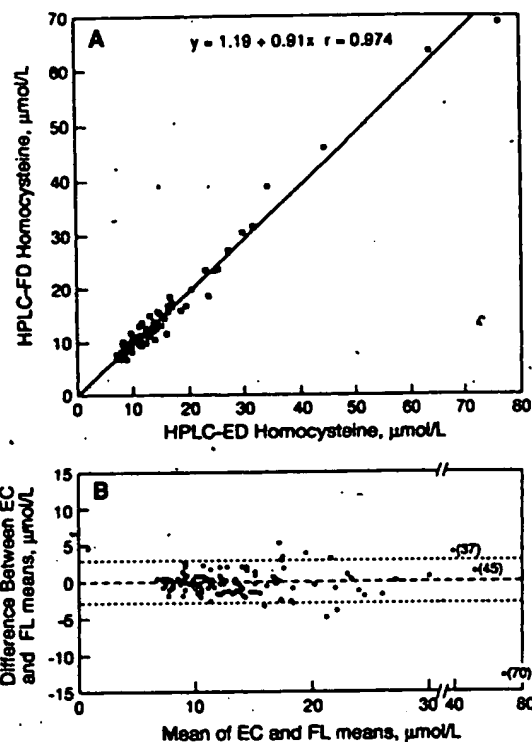 A
y = 1.19 + 0.91x r = 0.974
HPLC-FD Homocysteine, μmol/L
70
60
50
40
30
20
10
0
0 10 20 30 40 50 60 70 80
HPLC-ED Homocysteine, μmol/L
B
Difference Between EC
and FL means, μmol/L
15
10
5
0
-5
-10
-15
(37)
(45)
(70)
10 20 30 40 80
Mean of EC and FL means, μmol/L